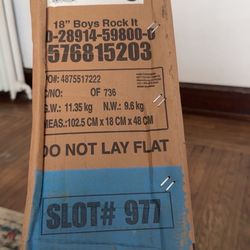 18" Boys Rock It
0-28914-59800-6
576815203
PO#: 4875517222
C/NO: OF 736
G.W.: 11.35 kg N.W.: 9.6 kg
MEAS.: 102.5 CM x 18 CM x 48 CM
DO NOT LAY FLAT
SLOT# 977